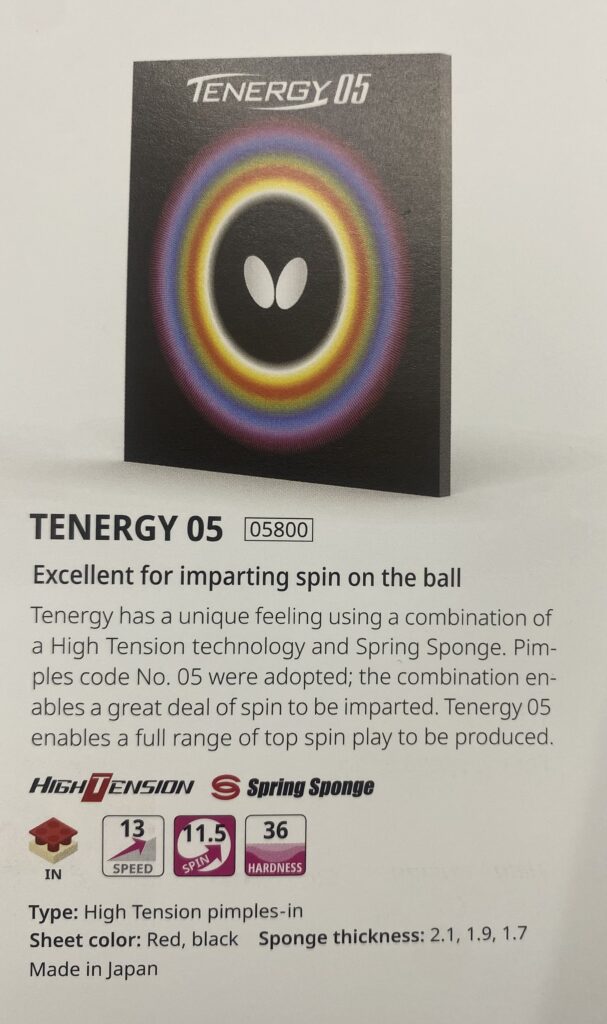 TENERGY 05
TENERGY 05 05800
Excellent for imparting spin on the ball
Tenergy has a unique feeling using a combination of
a High Tension technology and Spring Sponge. Pim-
ples code No. 05 were adopted; the combination en-
ables a great deal of spin to be imparted. Tenergy 05
enables a full range of top spin play to be produced.
HIGH TENSION Spring Sponge
IN 13 SPEED 11.5 SPIN 36 HARDNESS
Type: High Tension pimples-in
Sheet color: Red, black Sponge thickness: 2.1, 1.9, 1.7
Made in Japan